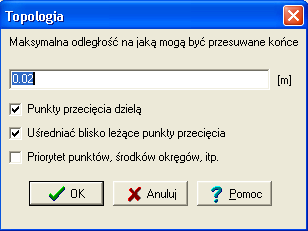 Topologia
Maksymalna odległość na jaką mogą być przesuwane końce
0.02 [m]
Punkty przecięcia dzielą
Uśredniać blisko leżące punkty przecięcia
Priorytet punktów, środków okręgów, itp.
OK Anuluj Pomoc